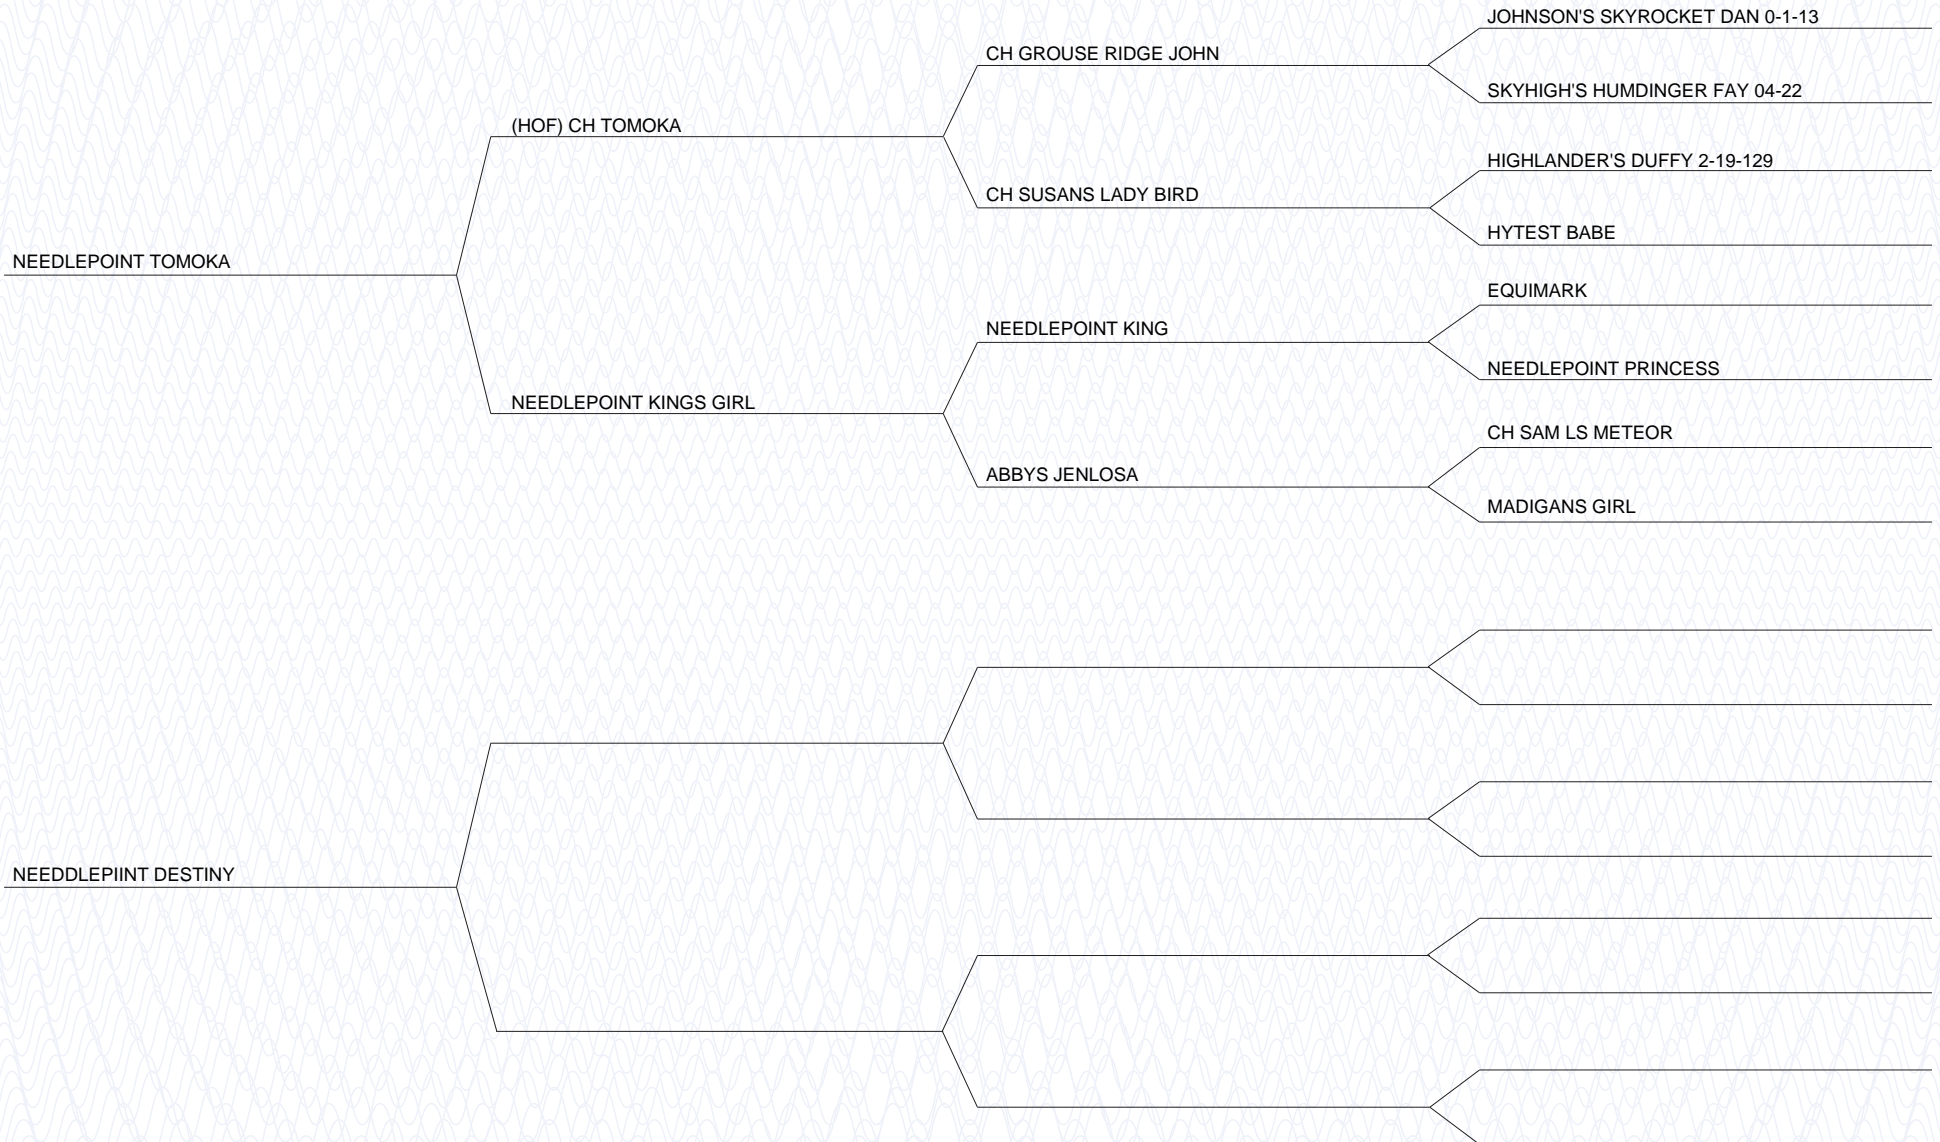 JOHNSON'S SKYROCKET DAN 0-1-13
CH GROUSE RIDGE JOHN
SKYHIGH'S HUMDINGER FAY 04-22
(HOF) CH TOMOKA
HIGHLANDER'S DUFFY 2-19-129
CH SUSANS LADY BIRD
HYTEST BABE
NEEDLEPOINT TOMOKA
EQUIMARK
NEEDLEPOINT KING
NEEDLEPOINT PRINCESS
NEEDLEPOINT KINGS GIRL
CH SAM LS METEOR
ABBYS JENLOSA
MADIGANS GIRL
NEEDDLEPIINT DESTINY